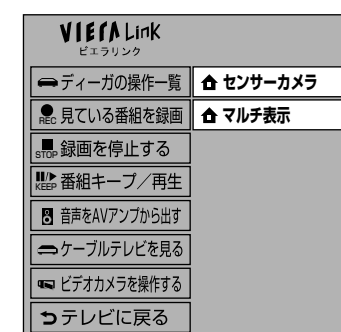 VIERA Link
ビエラリンク
ディーガの操作一覧
センサーカメラ
REC 見ている番組を録画
マルチ表示
STOP 録画を停止する
KEEP 番組キープ／再生
音声をAVアンプから出す
ケーブルテレビを見る
ビデオカメラを操作する
テレビに戻る